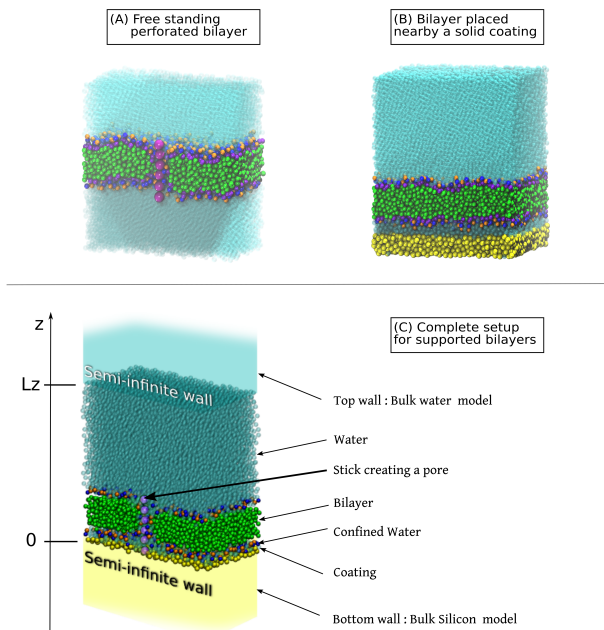 (A) Free standing
perforated bilayer
(B) Bilayer placed
nearby a solid coating
(C) Complete setup
for supported bilayers
z
Semi-infinite wall
Lz
Top wall : Bulk water model
Water
Stick creating a pore
Bilayer
Confined Water
0
Semi-infinite wall
Coating
Bottom wall : Bulk Silicon model